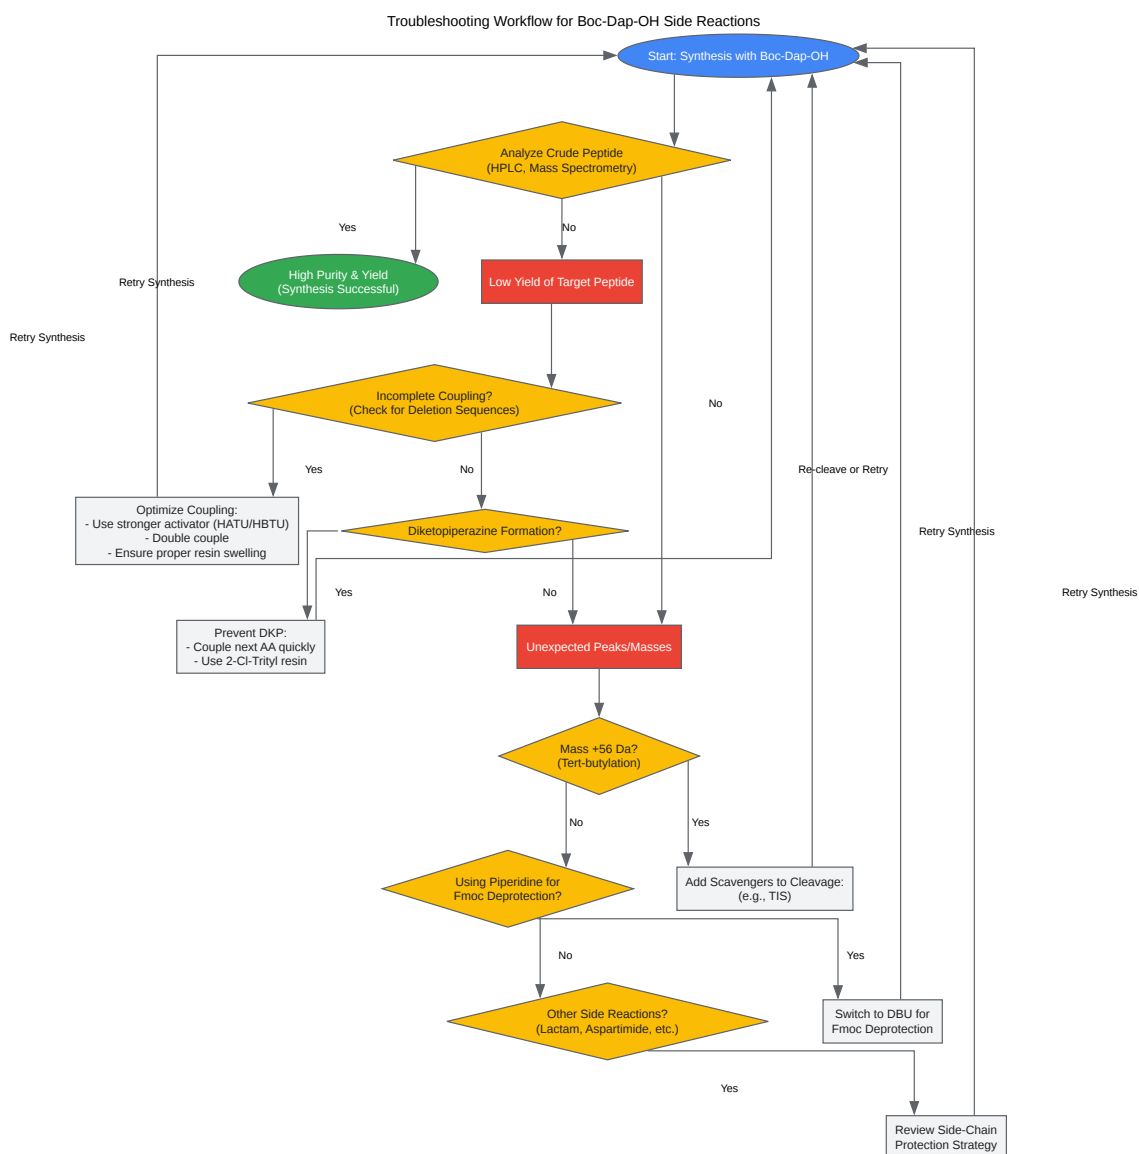 Troubleshooting Workflow for Boc-Dap-OH Side Reactions
Start: Synthesis with Boc-Dap-OH
Analyze Crude Peptide
(HPLC, Mass Spectrometry)
Yes
No
High Purity & Yield
(Synthesis Successful)
Low Yield of Target Peptide
Retry Synthesis
Retry Synthesis
Incomplete Coupling?
(Check for Deletion Sequences)
No
Yes
No
Re-cleave or Retry
Optimize Coupling:
- Use stronger activator (HATU/HBTU)
- Double couple
- Ensure proper resin swelling
Diketopiperazine Formation?
Retry Synthesis
Yes
No
Retry Synthesis
Prevent DKP:
- Couple next AA quickly
- Use 2-Cl-Trityl resin
Unexpected Peaks/Masses
Mass +56 Da?
(Tert-butylation)
No
Yes
Using Piperidine for
Fmoc Deprotection?
Add Scavengers to Cleavage:
(e.g., TIS)
No
Yes
Other Side Reactions?
(Lactam, Aspartimide, etc.)
Switch to DBU for
Fmoc Deprotection
Yes
Review Side-Chain
Protection Strategy